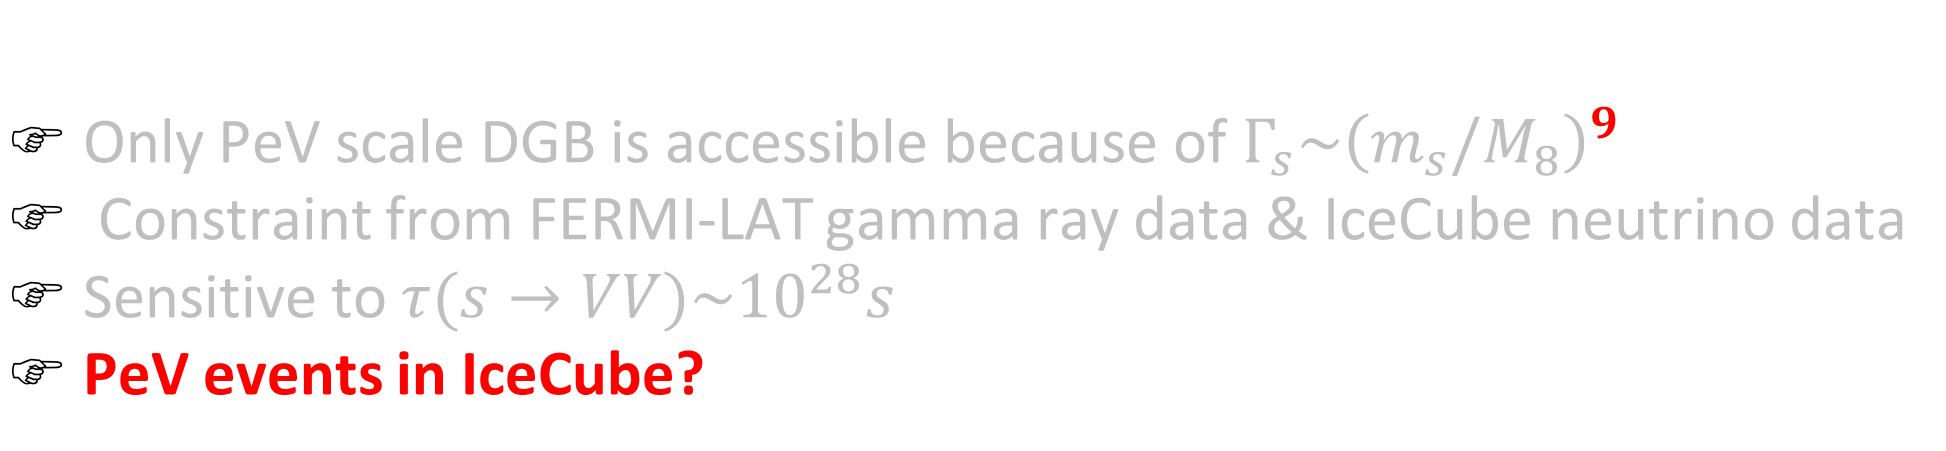 ☞ Only PeV scale DGB is accessible because of Γ_s~(m_s/M_8)^9
☞ Constraint from FERMI-LAT gamma ray data & IceCube neutrino data
☞ Sensitive to τ(s → VV)~10^28 s
☞ PeV events in IceCube?